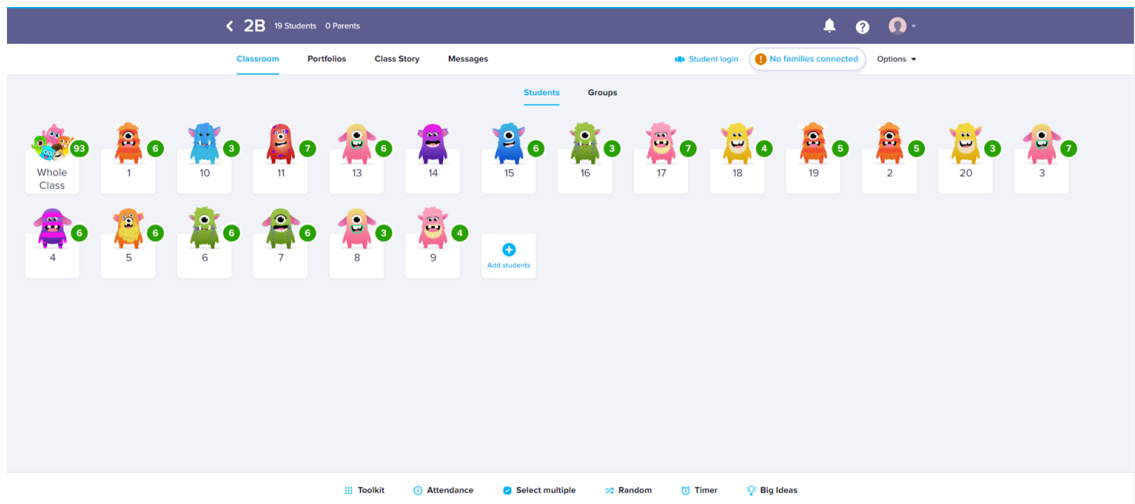 2B 19 Students 0 Parents
Classroom Portfolios Class Story Messages Student login No families connected Options
Students Groups
93 6 3 7 6 6 3 7 4 5 5 3 7
Whole Class 1 10 11 13 14 15 16 17 18 19 2 20 3
6 6 6 6 3 4
4 5 6 7 8 9 Add students
Toolkit Attendance Select multiple Random Timer Big Ideas